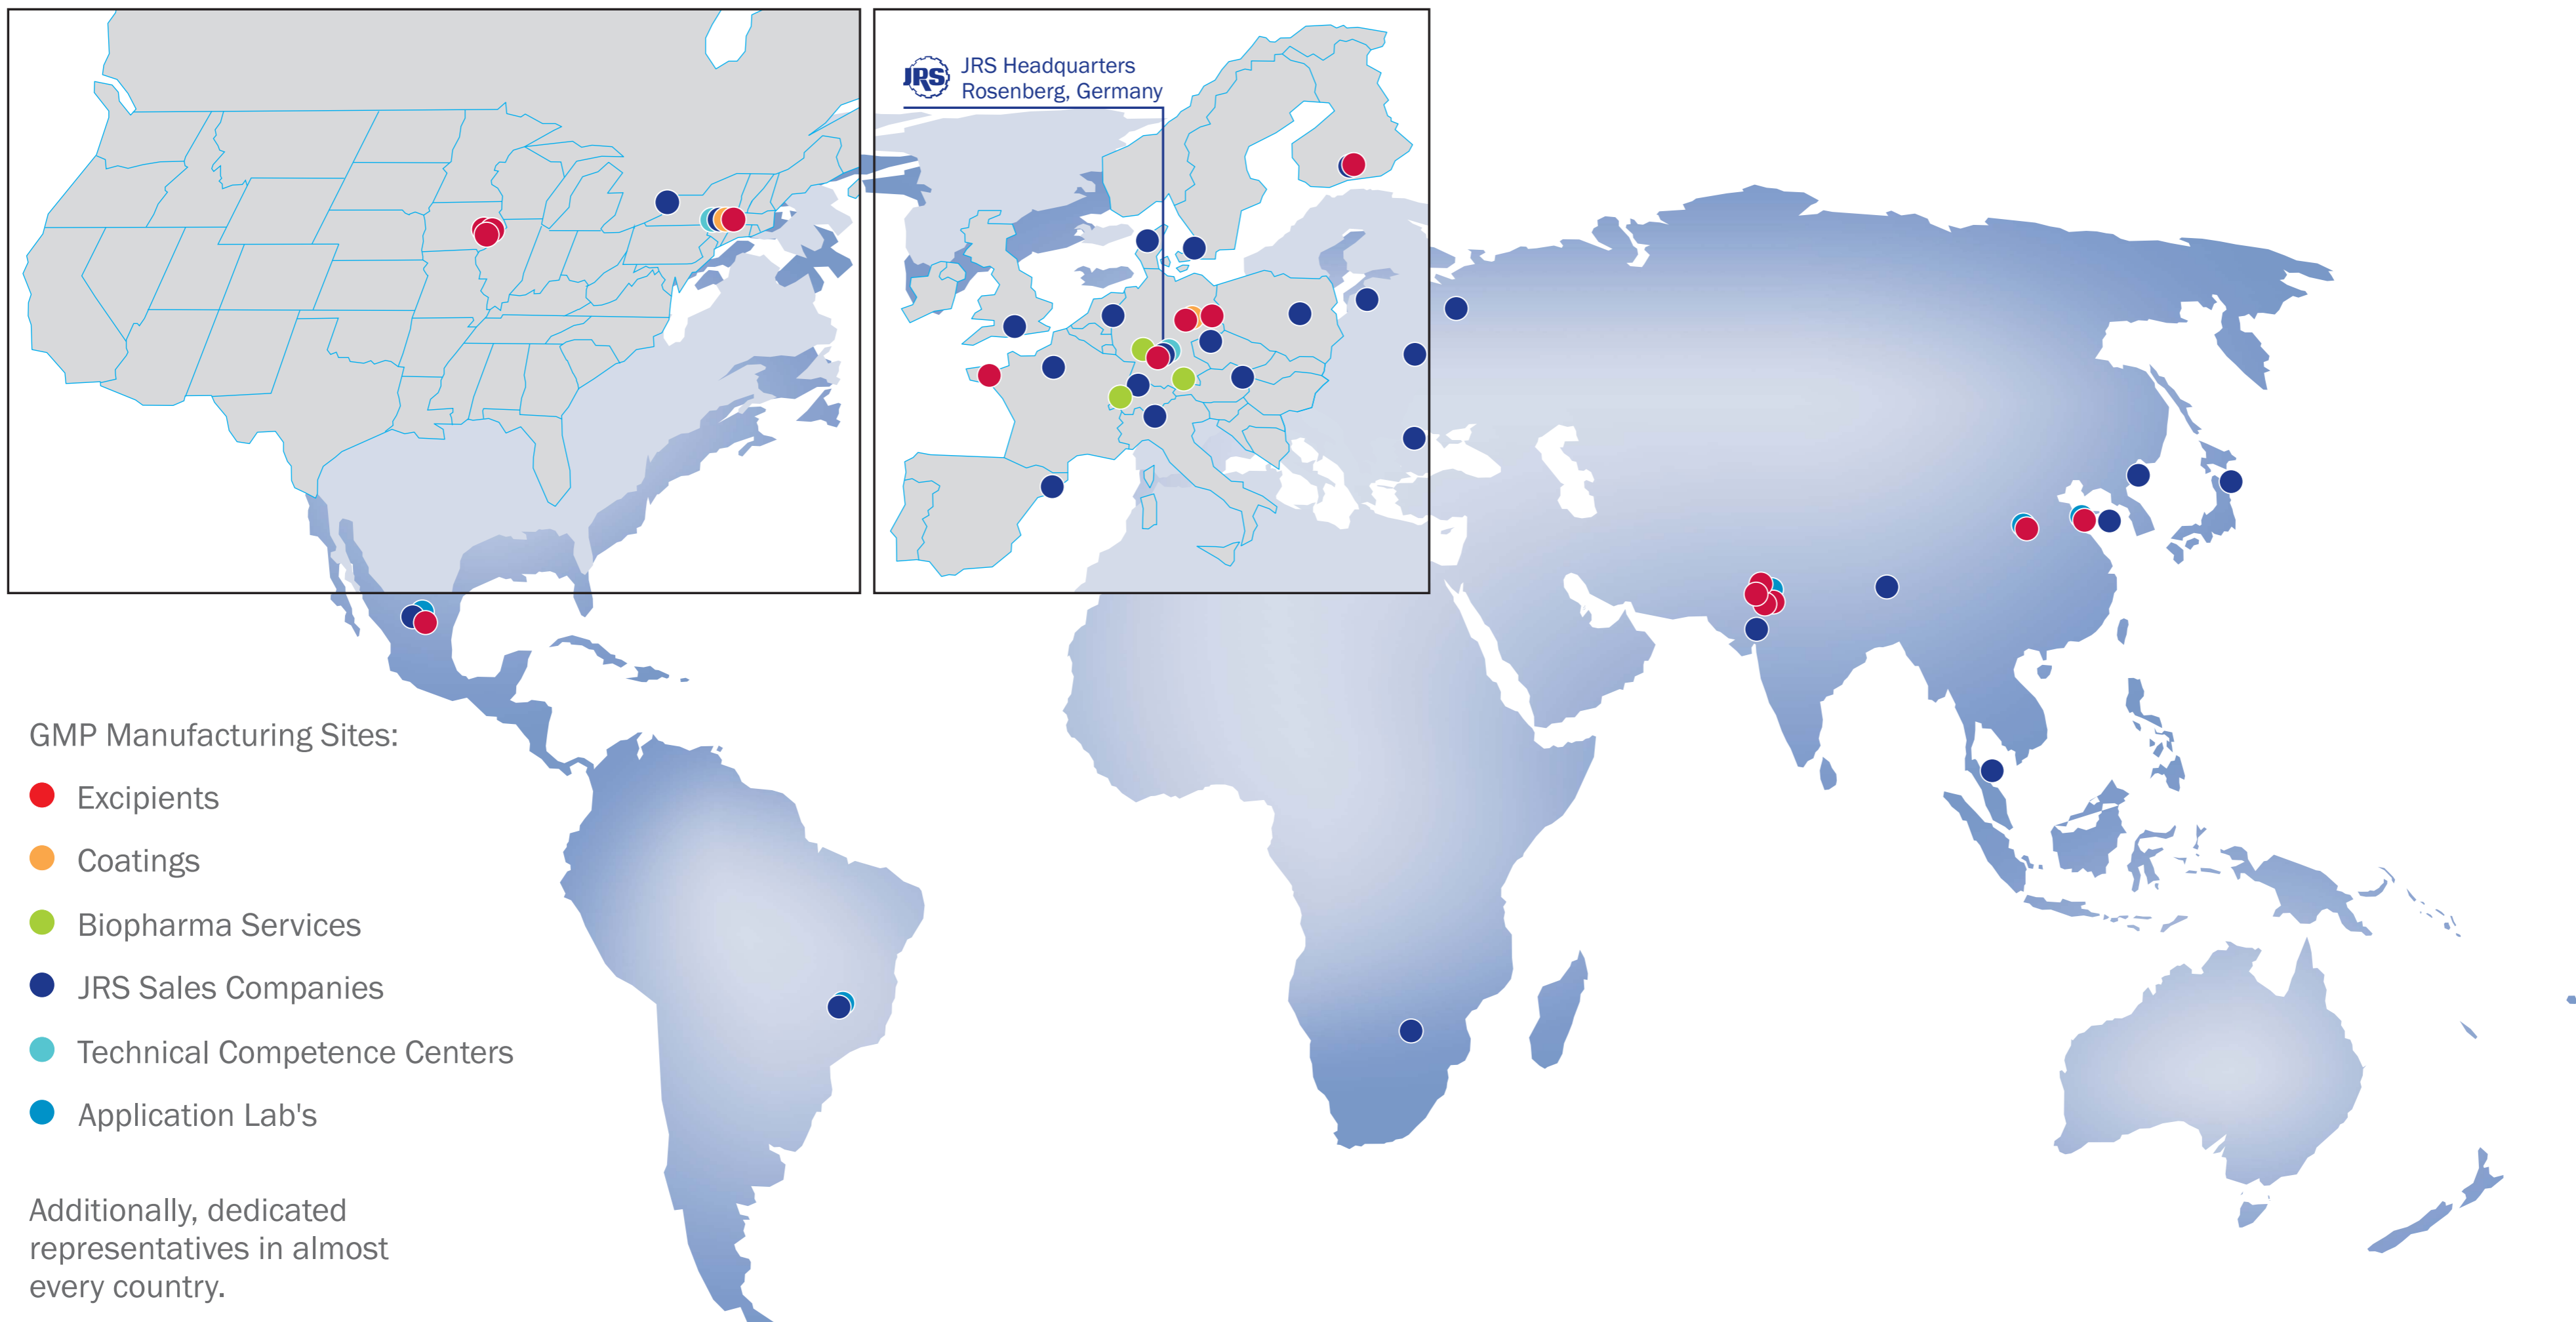 JRS
JRS Headquarters
Rosenberg, Germany
GMP Manufacturing Sites:
Excipients
Coatings
Biopharma Services
JRS Sales Companies
Technical Competence Centers
Application Lab's
Additionally, dedicated
representatives in almost
every country.